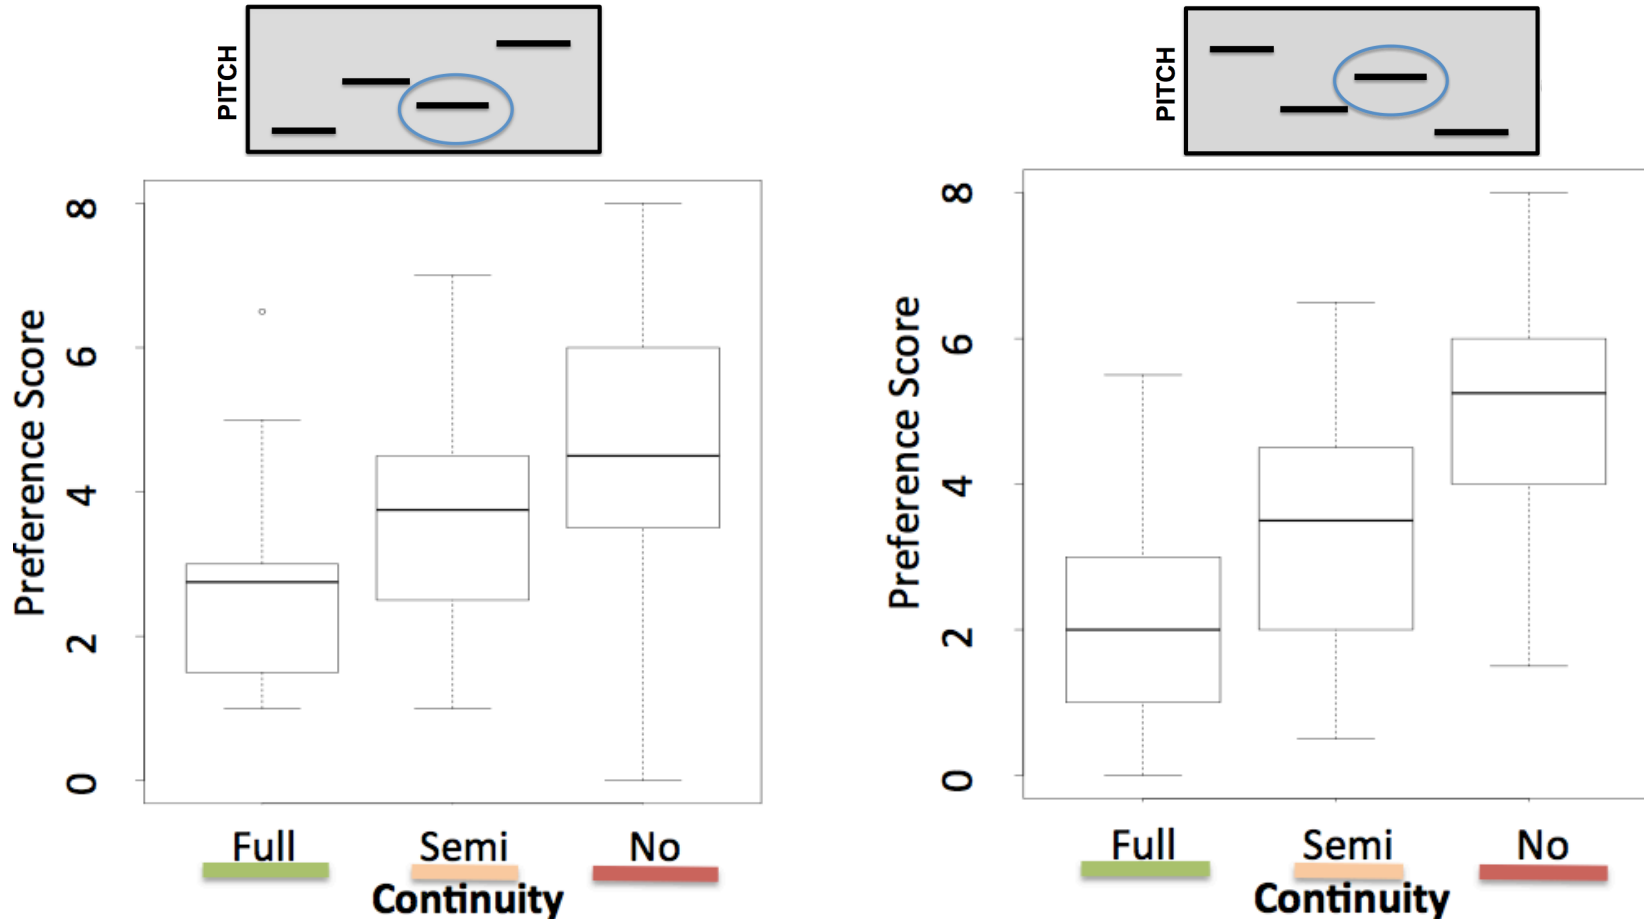 PITCH
Preference Score
8
6
4
2
0
Full Semi No
Continuity
PITCH
Preference Score
8
6
4
2
0
Full Semi No
Continuity